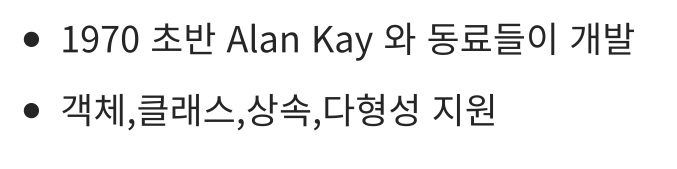 • 1970 초반 Alan Kay 와 동료들이 개발
• 객체,클래스,상속,다형성 지원